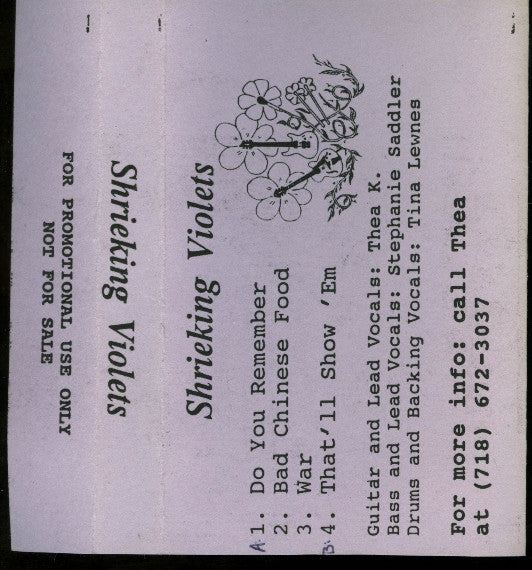 FOR PROMOTIONAL USE ONLY
NOT FOR SALE
Shrieking Violets
Shrieking Violets
A: 1. Do You Remember
2. Bad Chinese Food
3. War
B: 4. That'll Show 'Em
Guitar and Lead Vocals: Thea K.
Bass and Lead Vocals: Stephanie Saddler
Drums and Backing Vocals: Tina Lewnes
For more info: call Thea
at (718) 672-3037